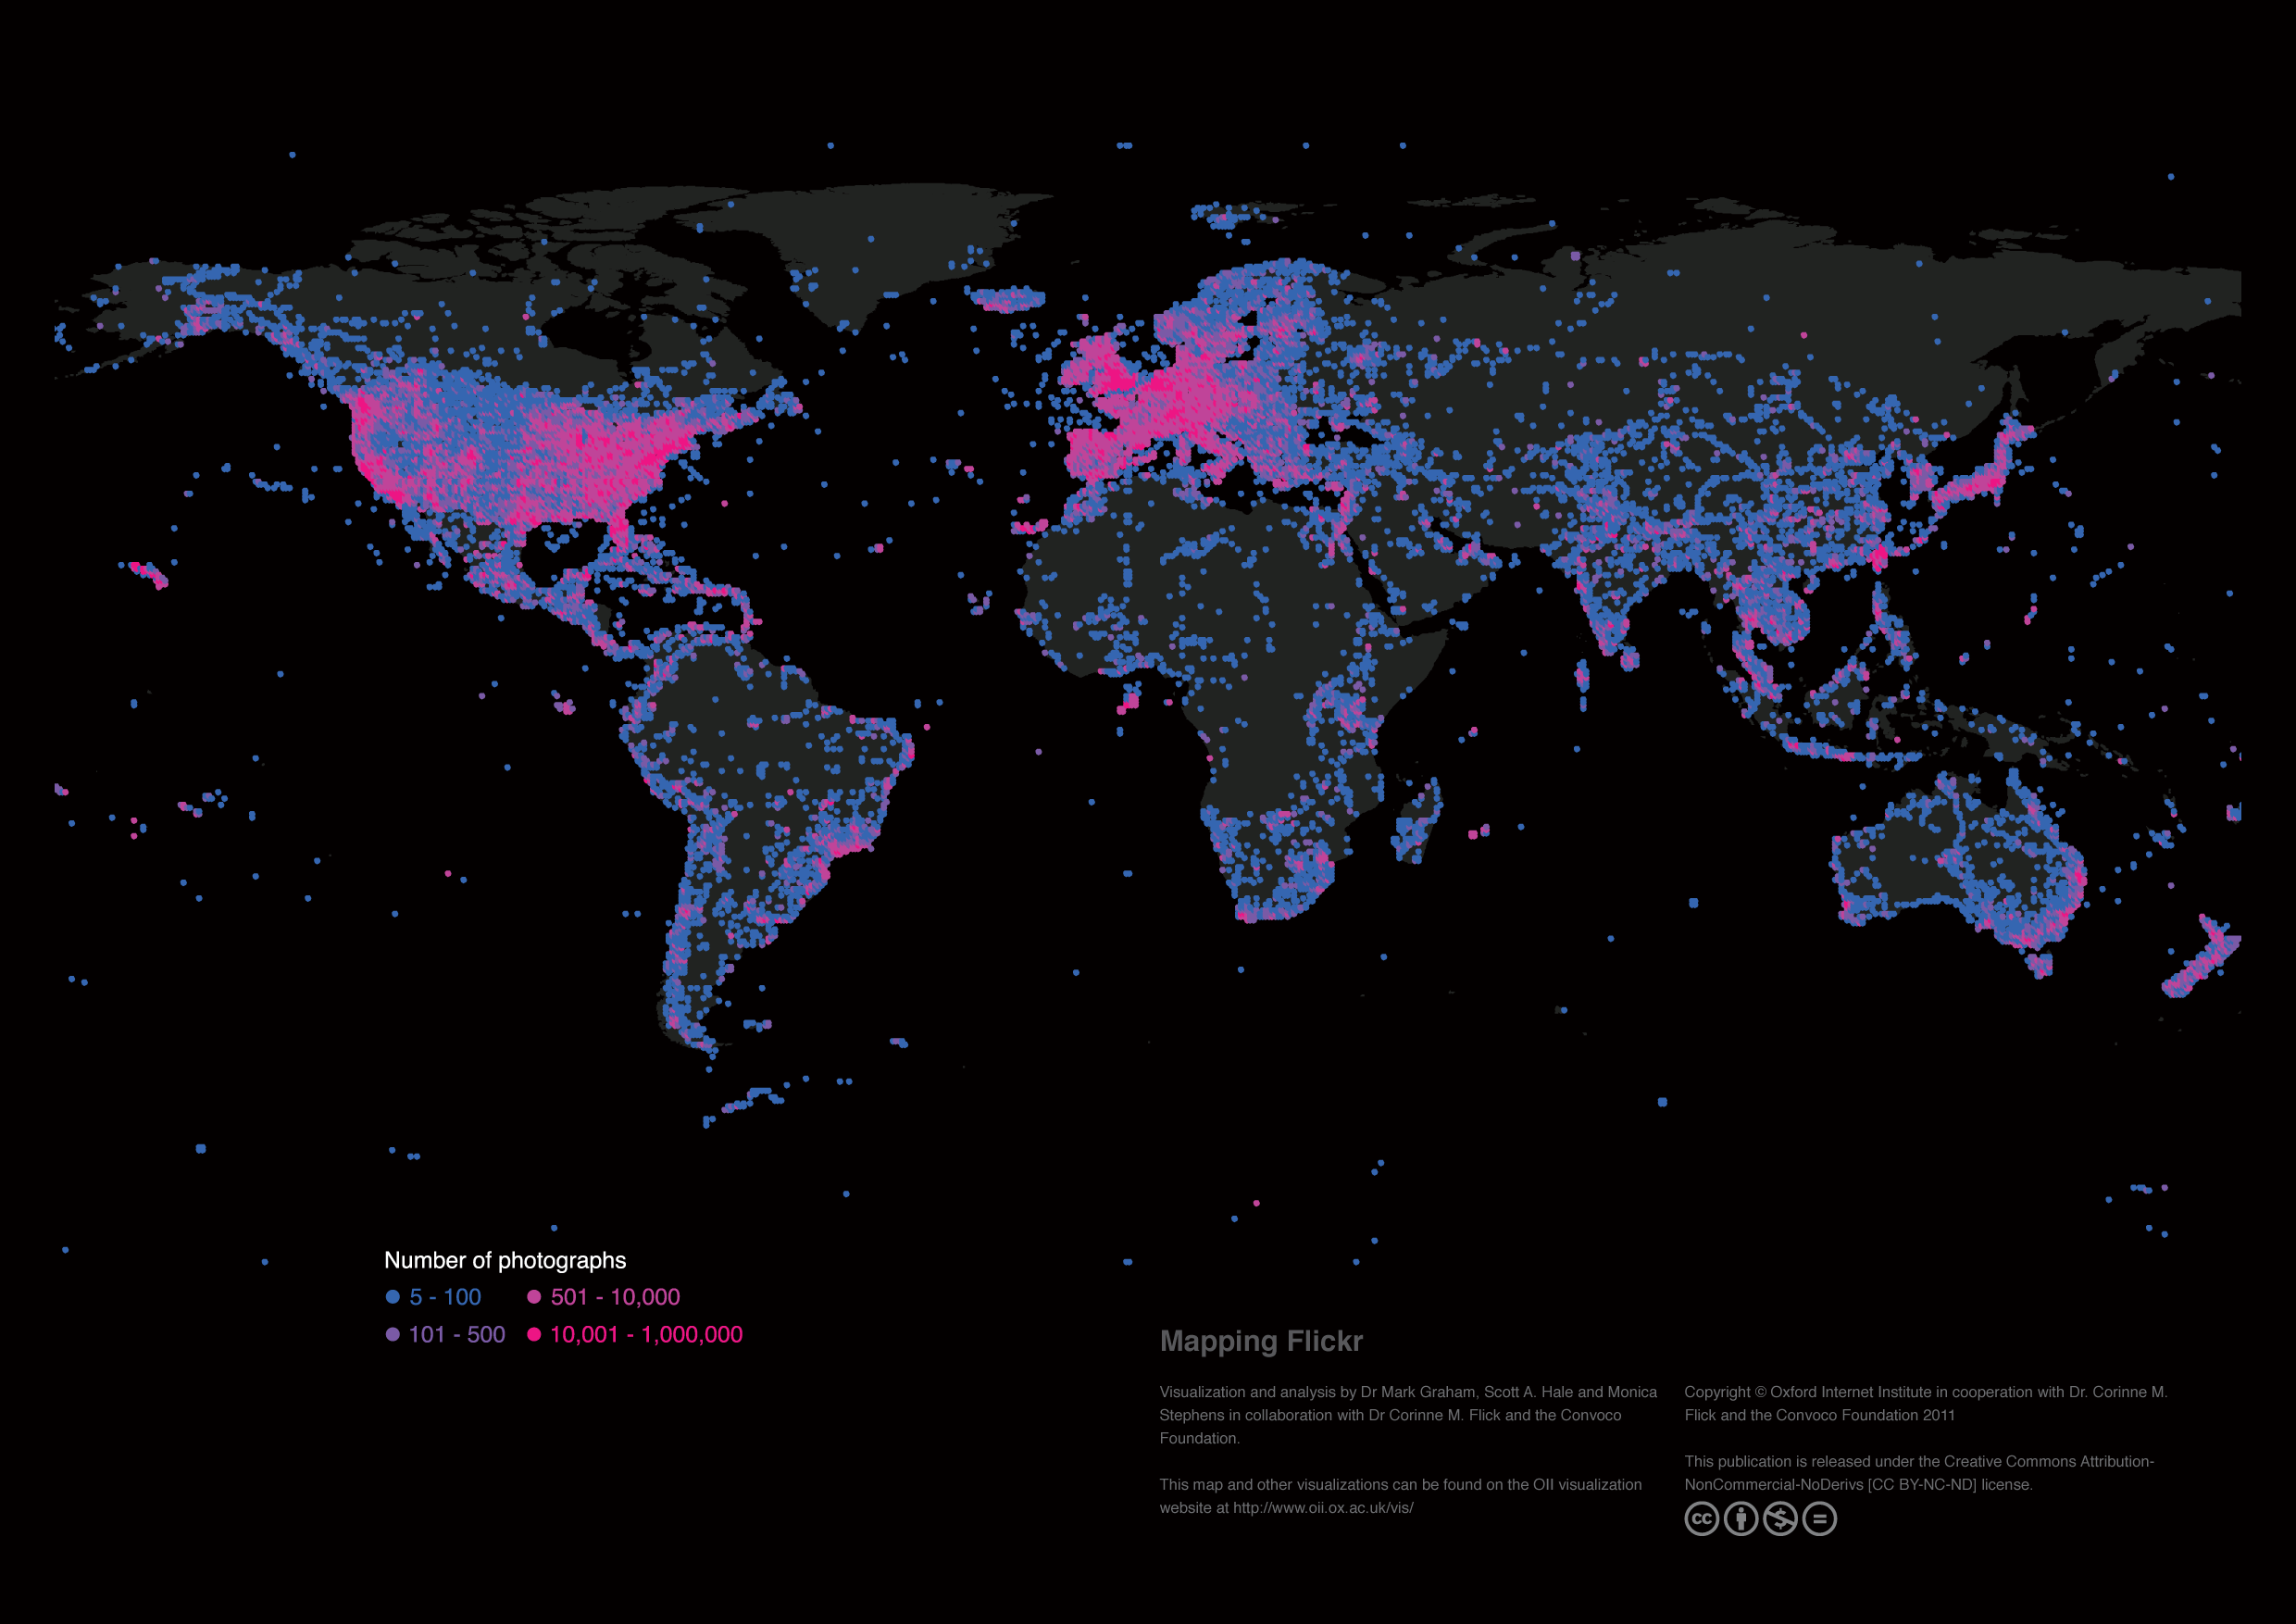 Number of photographs
5 - 100
501 - 10,000
101 - 500
10,001 - 1,000,000
Mapping Flickr
Visualization and analysis by Dr Mark Graham, Scott A. Hale and Monica
Stephens in collaboration with Dr Corinne M. Flick and the Convoco
Foundation.
This map and other visualizations can be found on the OII visualization
website at http://www.oii.ox.ac.uk/vis/
Copyright © Oxford Internet Institute in cooperation with Dr. Corinne M.
Flick and the Convoco Foundation 2011
This publication is released under the Creative Commons Attribution-
NonCommercial-NoDerivs [CC BY-NC-ND] license.
cc